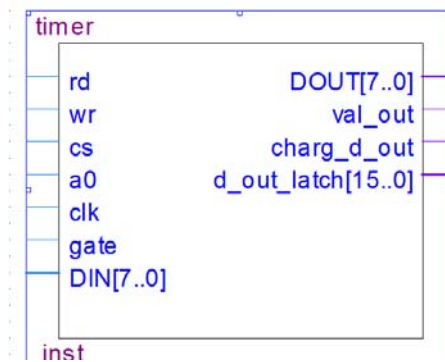 timer
rd DOUT[7..0]
wr val_out
cs charg_d_out
a0 d_out_latch[15..0]
clk
gate
DIN[7..0]
inst